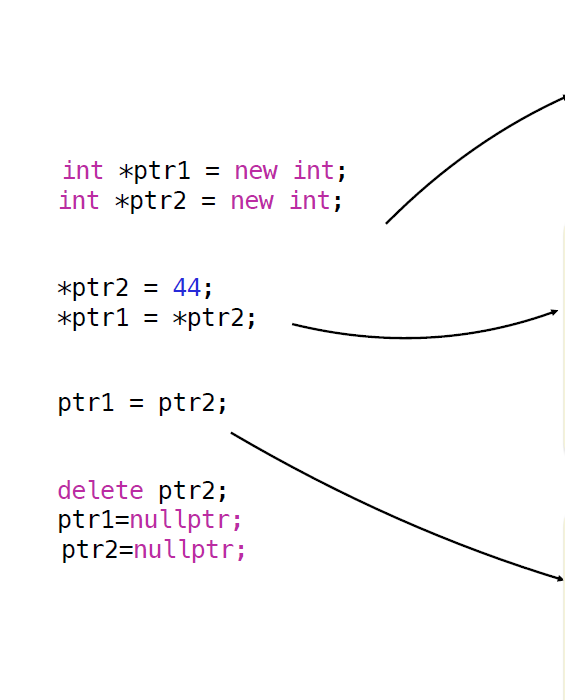 int *ptr1 = new int;
int *ptr2 = new int;
*ptr2 = 44;
*ptr1 = *ptr2;
ptr1 = ptr2;
delete ptr2;
ptr1=nullptr;
ptr2=nullptr;